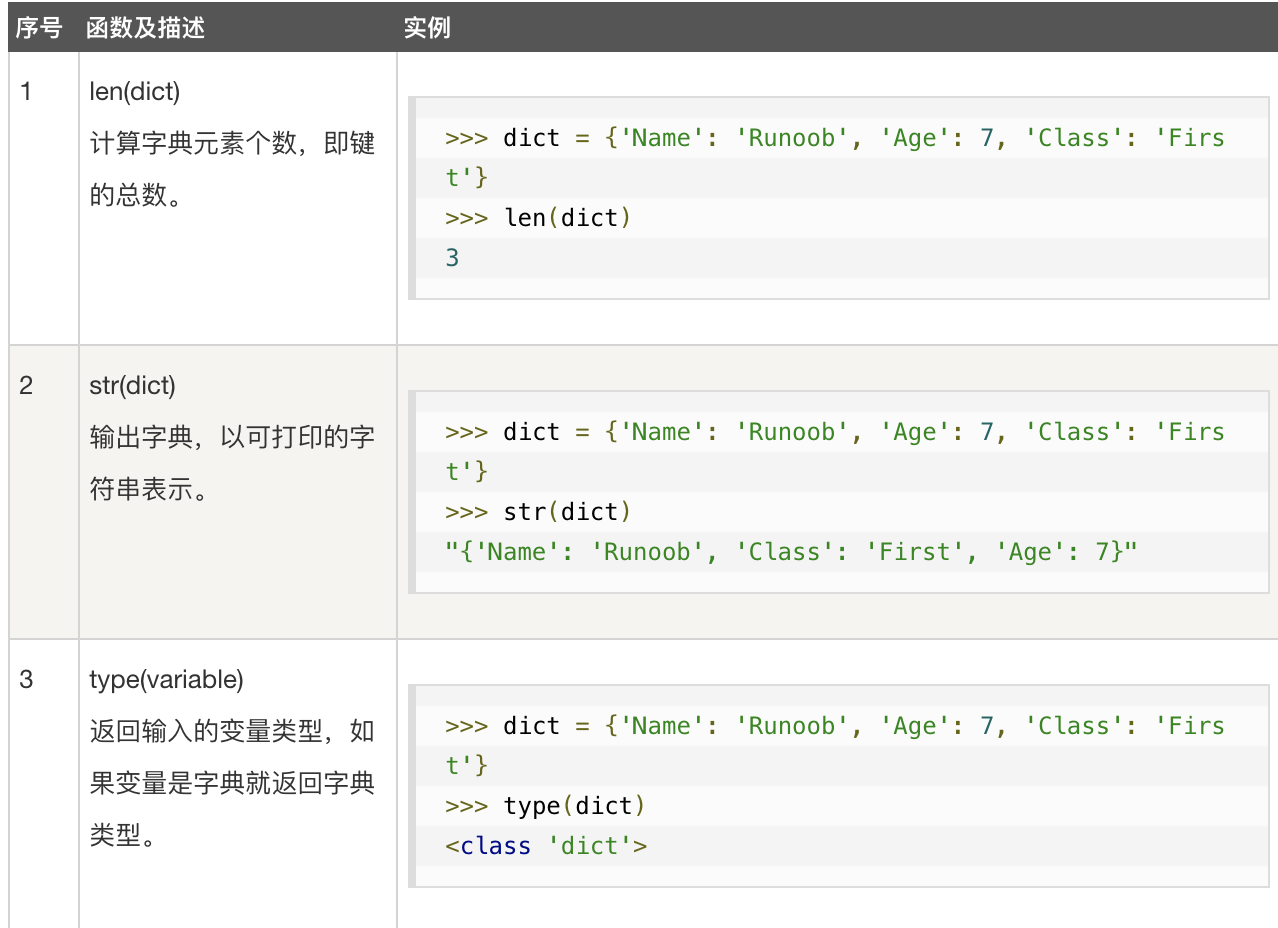 序号 函数及描述 实例
1 len(dict)
计算字典元素个数，即键
的总数。
>>> dict = {'Name': 'Runoob', 'Age': 7, 'Class': 'Firs
t'}
>>> len(dict)
3
2 str(dict)
输出字典，以可打印的字
符串表示。
>>> dict = {'Name': 'Runoob', 'Age': 7, 'Class': 'Firs
t'}
>>> str(dict)
"{'Name': 'Runoob', 'Class': 'First', 'Age': 7}"
3 type(variable)
返回输入的变量类型，如
果变量是字典就返回字典
类型。
>>> dict = {'Name': 'Runoob', 'Age': 7, 'Class': 'Firs
t'}
>>> type(dict)
<class 'dict'>